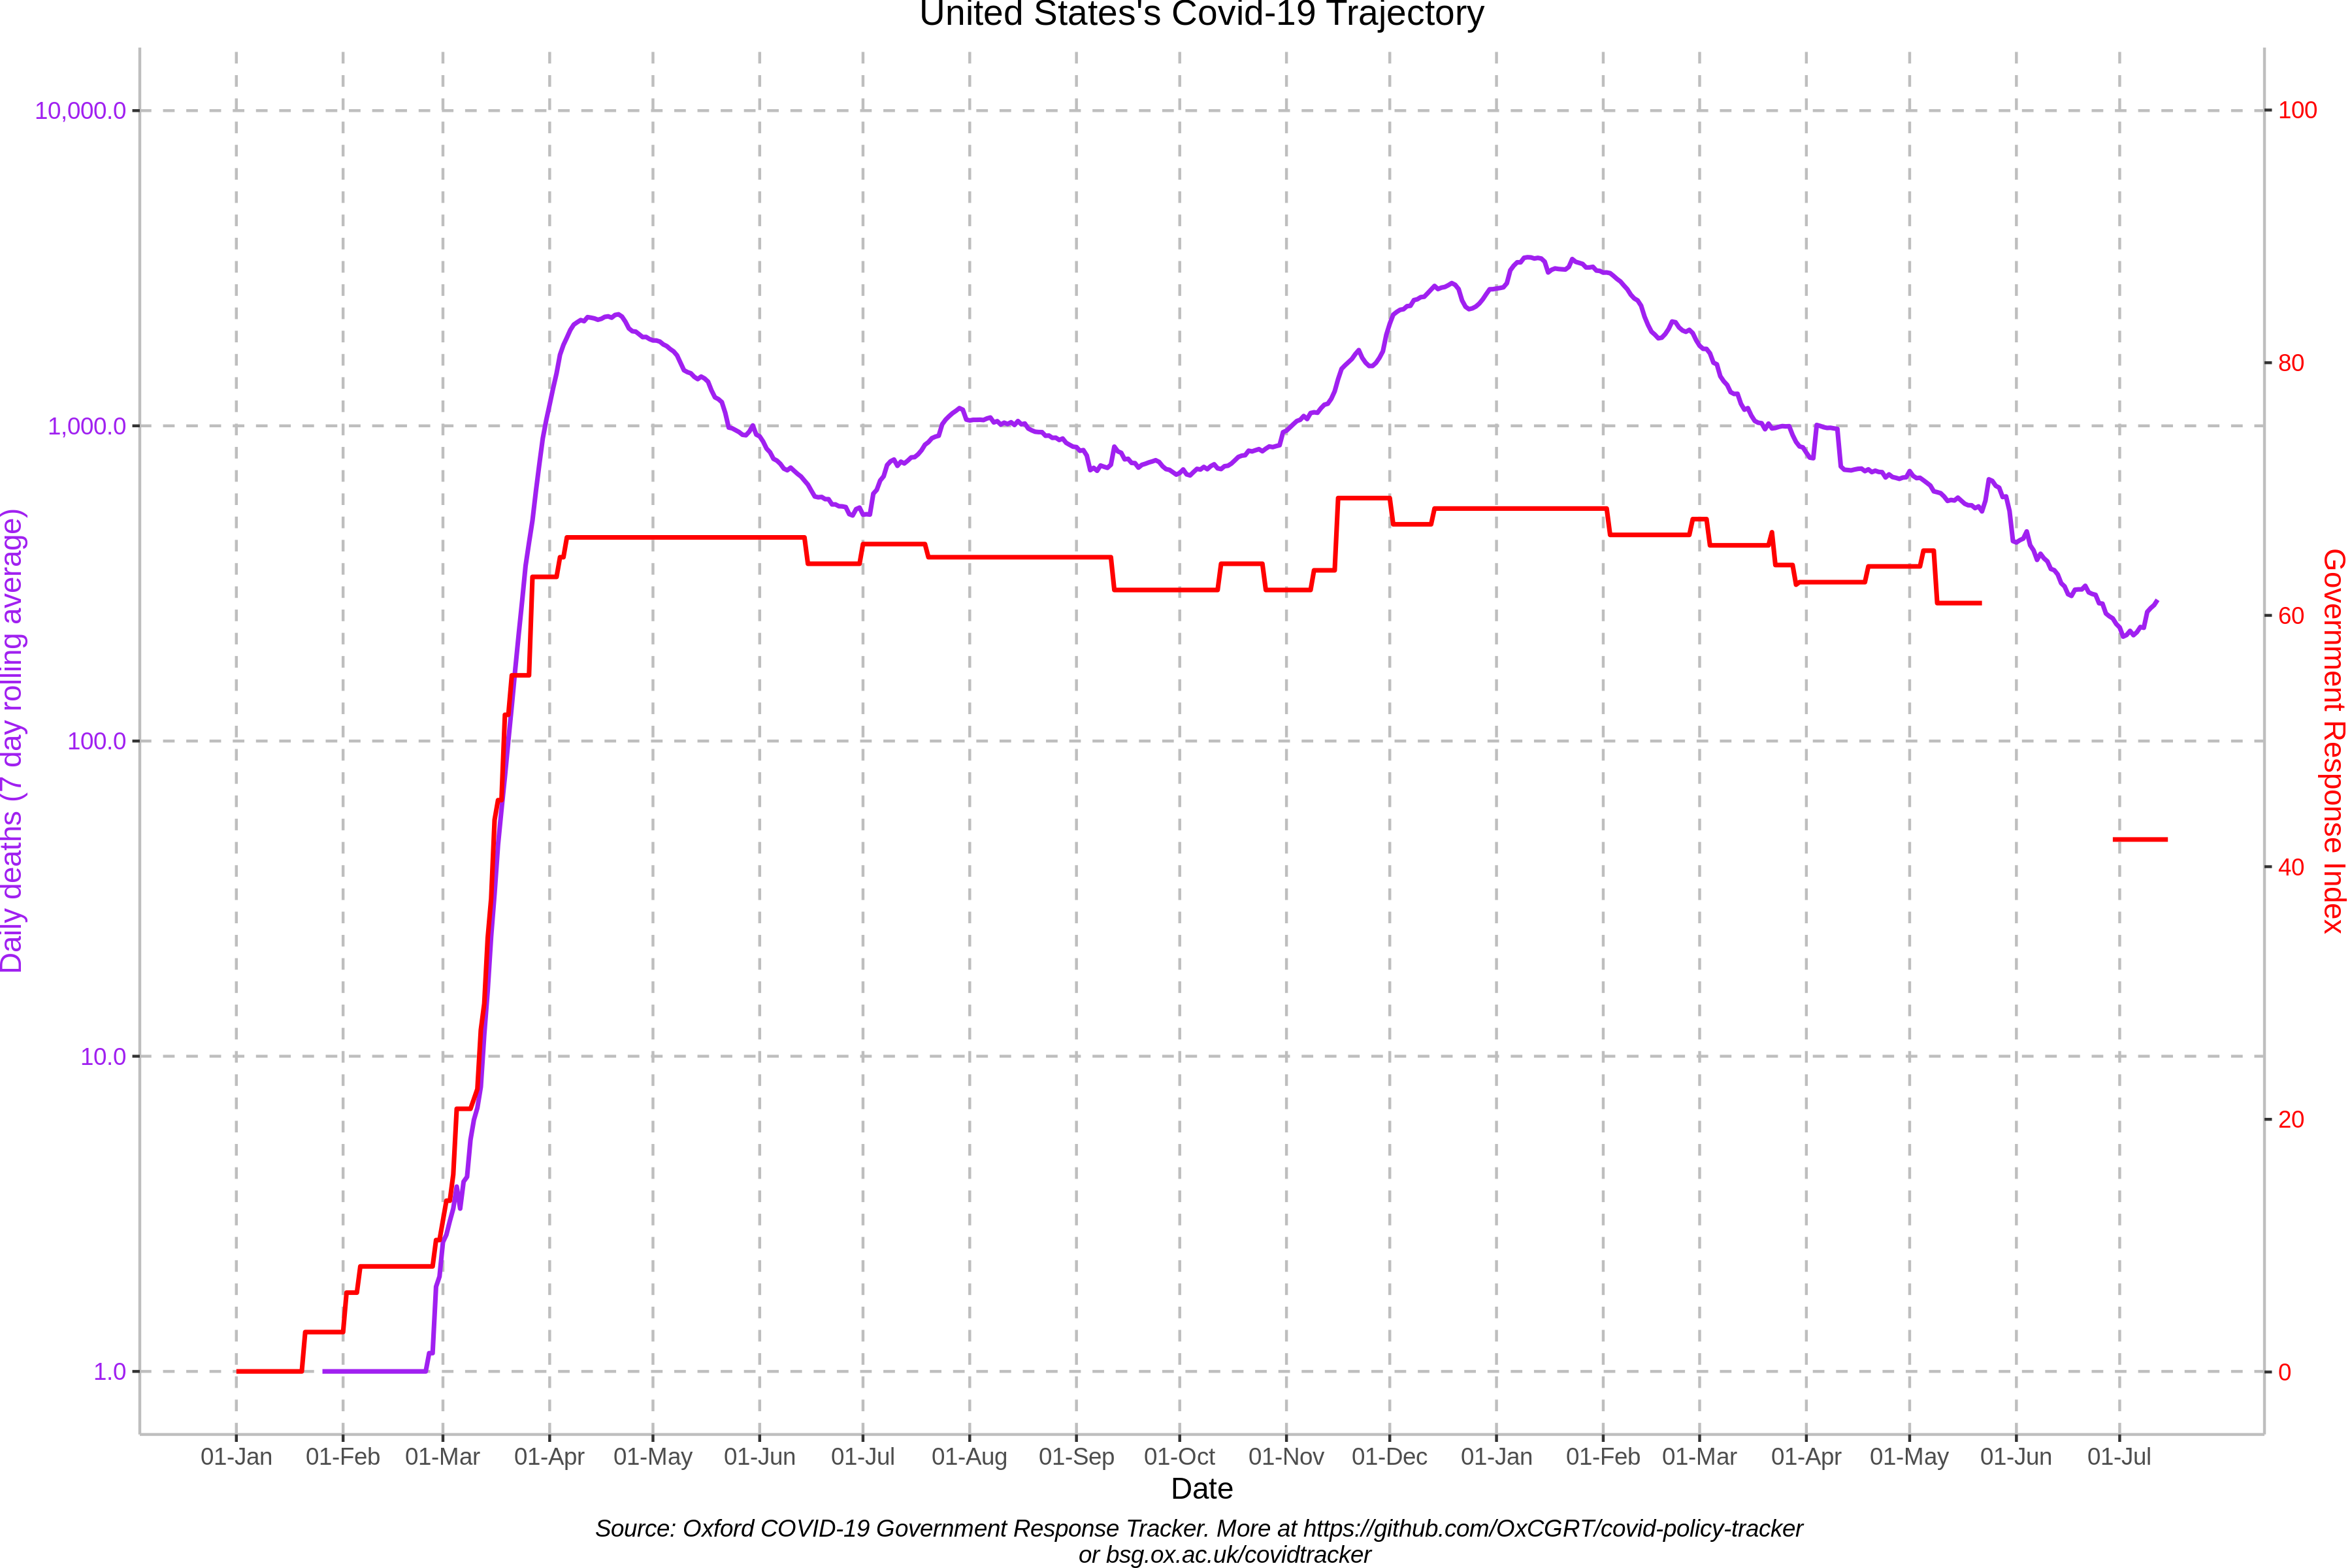 United States's Covid-19 Trajectory
10,000.0
1,000.0
100.0
10.0
1.0
Daily deaths (7 day rolling average)
100
80
60
40
20
0
Government Response Index
01-Jan 01-Feb 01-Mar 01-Apr 01-May 01-Jun 01-Jul 01-Aug 01-Sep 01-Oct 01-Nov 01-Dec 01-Jan 01-Feb 01-Mar 01-Apr 01-May 01-Jun 01-Jul
Date
Source: Oxford COVID-19 Government Response Tracker. More at https://github.com/OxCGRT/covid-policy-tracker
or bsg.ox.ac.uk/covidtracker